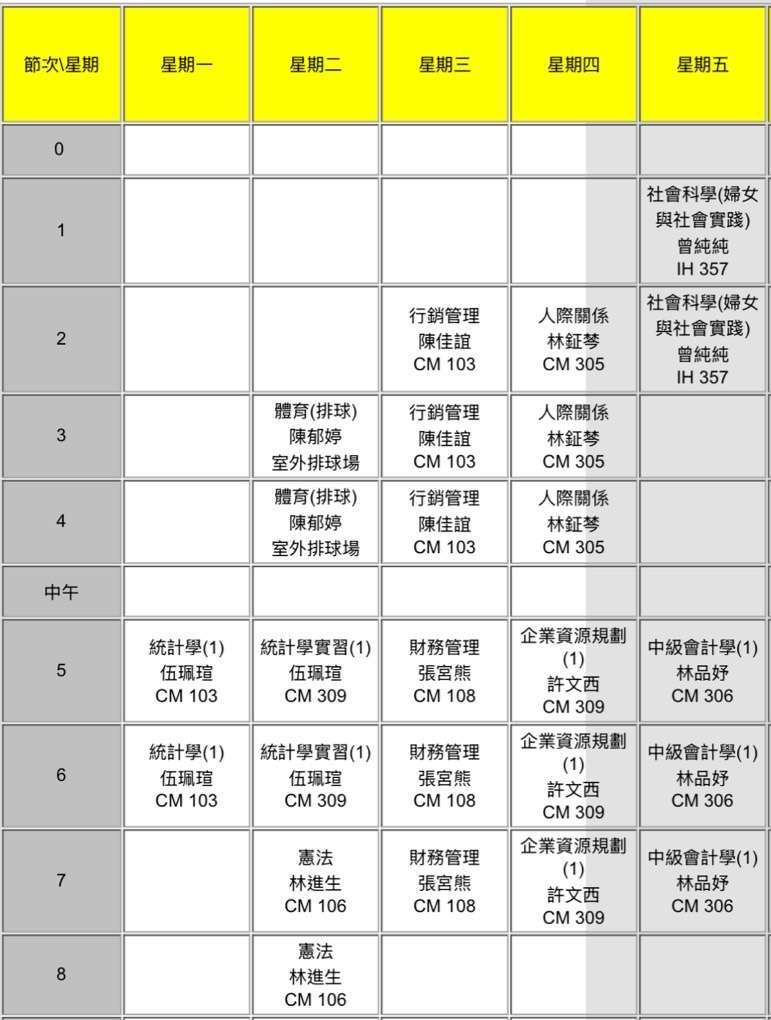 節次\星期 星期一 星期二 星期三 星期四 星期五
0
1
社會科學(婦女
與社會實踐)
曾純純
IH 357
2
行銷管理
陳佳誼
CM 103
人際關係
林鉦棽
CM 305
社會科學(婦女
與社會實踐)
曾純純
IH 357
3
體育(排球)
陳郁婷
室外排球場
行銷管理
陳佳誼
CM 103
人際關係
林鉦棽
CM 305
4
體育(排球)
陳郁婷
室外排球場
行銷管理
陳佳誼
CM 103
人際關係
林鉦棽
CM 305
中午
5
統計學(1)
伍珮瑄
CM 103
統計學實習(1)
伍珮瑄
CM 309
財務管理
張宮熊
CM 108
企業資源規劃
(1)
許文西
CM 309
中級會計學(1)
林品妤
CM 306
6
統計學(1)
伍珮瑄
CM 103
統計學實習(1)
伍珮瑄
CM 309
財務管理
張宮熊
CM 108
企業資源規劃
(1)
許文西
CM 309
中級會計學(1)
林品妤
CM 306
7
憲法
林進生
CM 106
財務管理
張宮熊
CM 108
企業資源規劃
(1)
許文西
CM 309
中級會計學(1)
林品妤
CM 306
8
憲法
林進生
CM 106